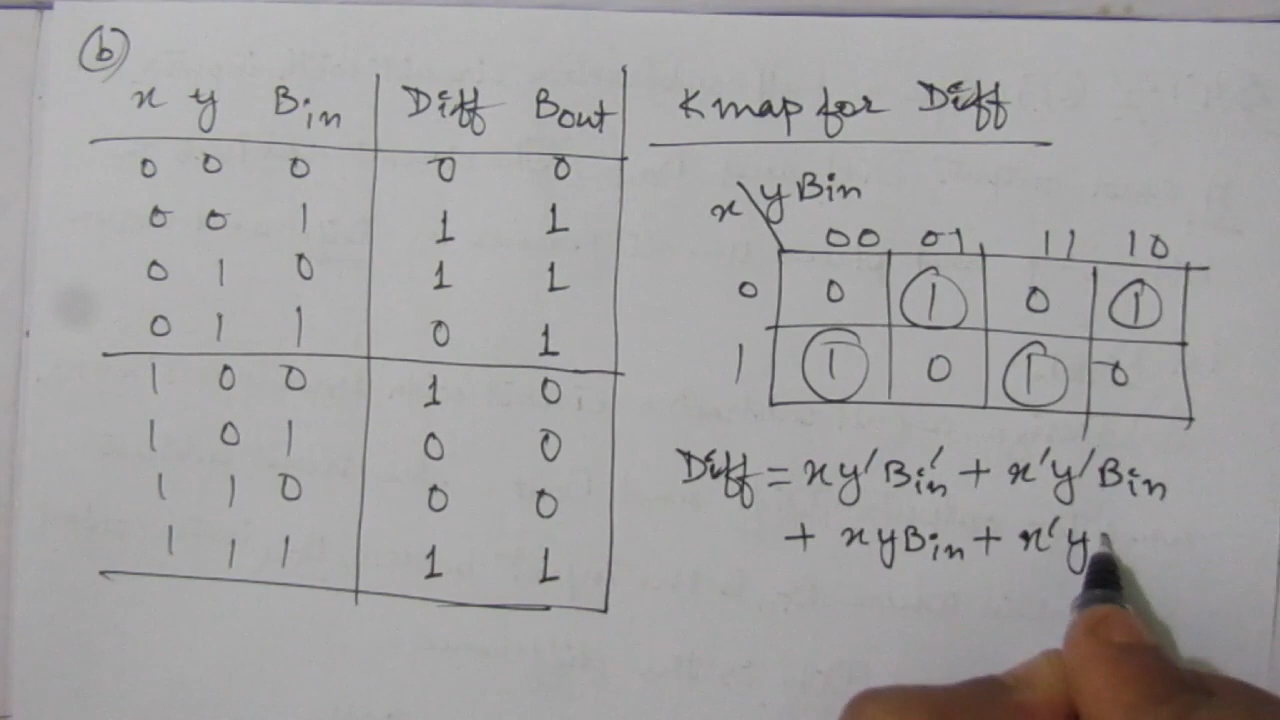 (b)
x y Bin Diff Bout
0 0 0 0 0
0 0 1 1 1
0 1 0 1 1
0 1 1 0 1
1 0 0 1 0
1 0 1 0 0
1 1 0 0 0
1 1 1 1 1
Kmap for Diff
x \ yBin
00 01 11 10
0 0 1 0 1
1 1 0 1 0
Diff = xy'Bin' + x'y'Bin
+ xyBin + x'y